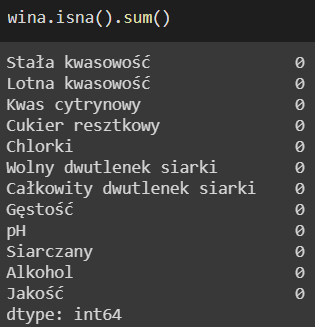 wina.isna().sum()
Stała kwasowość 0
Lotna kwasowość 0
Kwas cytrynowy 0
Cukier resztkowy 0
Chlorki 0
Wolny dwutlenek siarki 0
Całkowity dwutlenek siarki 0
Gęstość 0
pH 0
Siarczany 0
Alkohol 0
Jakość 0
dtype: int64